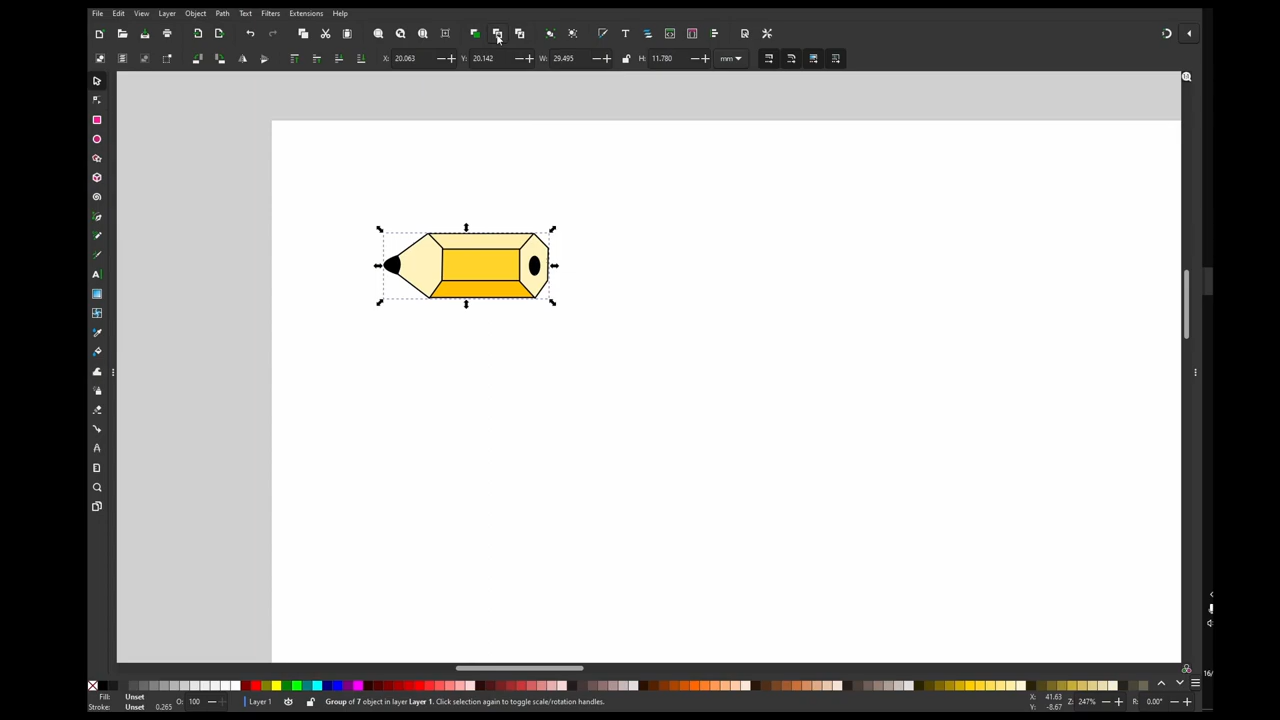 File Edit View Layer Object Path Text Filters Extensions Help
X: 20.063 Y: 20.142 W: 29.495 H: 11.780 mm
Fill: Unset
Stroke: Unset 0.265 O: 100 Layer 1 Group of 7 object in layer Layer 1. Click selection again to toggle scale/rotation handles. X: 41.63 Y: -8.67 Z: 247% R: 0.00°
16/